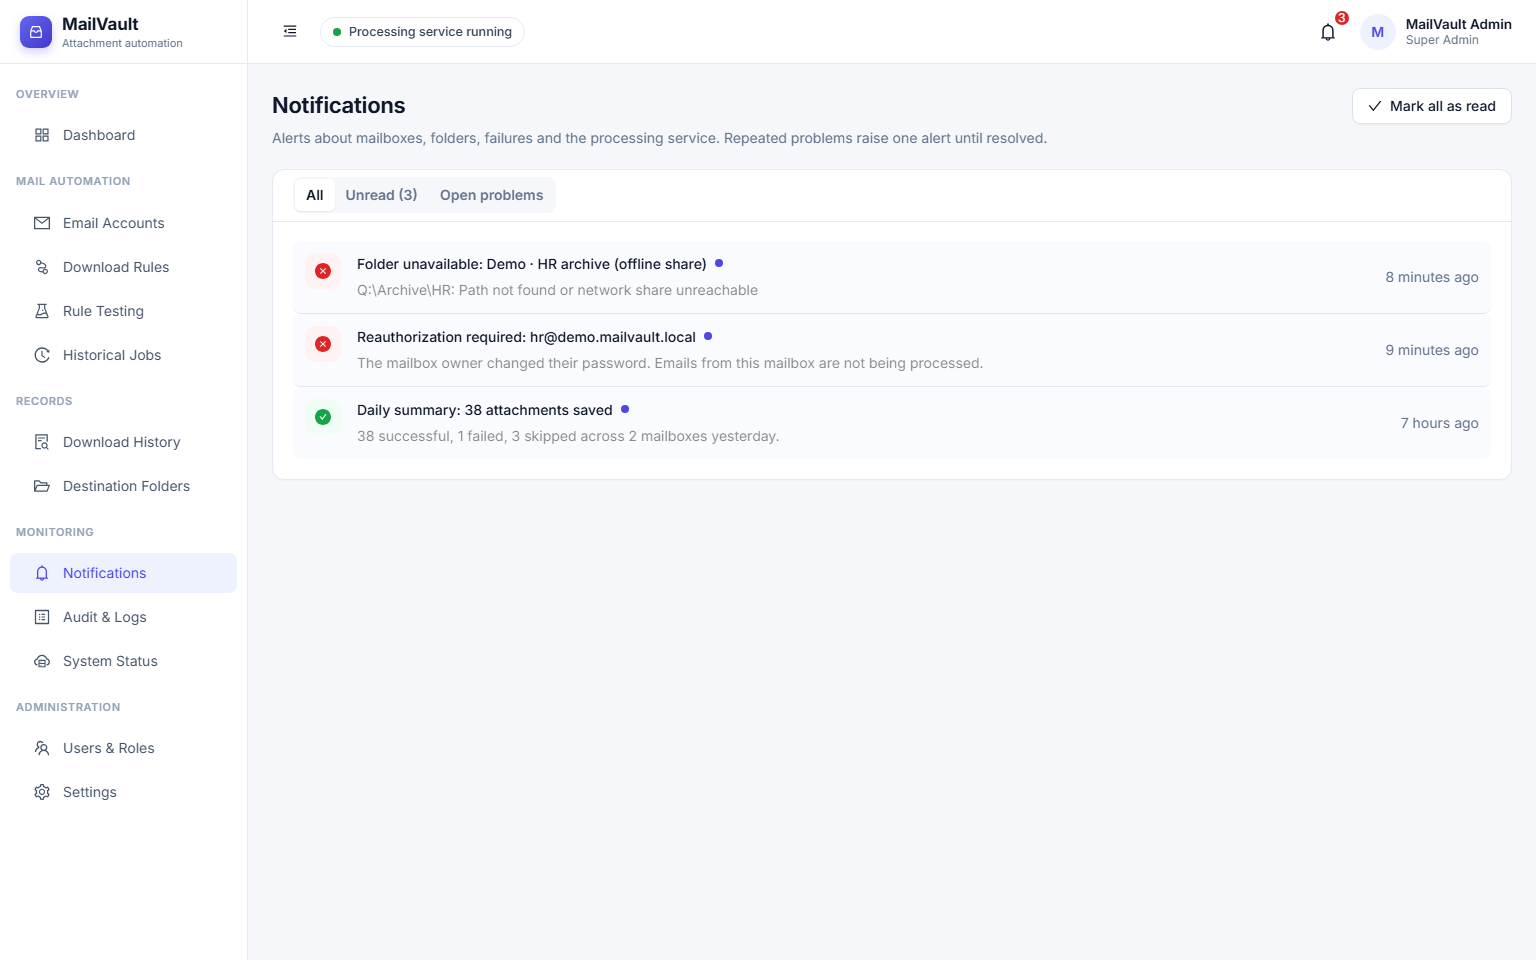 MailVault
Attachment automation
Processing service running
3
M
MailVault Admin
Super Admin
OVERVIEW
Dashboard
MAIL AUTOMATION
Email Accounts
Download Rules
Rule Testing
Historical Jobs
RECORDS
Download History
Destination Folders
MONITORING
Notifications
Audit & Logs
System Status
ADMINISTRATION
Users & Roles
Settings
Notifications
Mark all as read
Alerts about mailboxes, folders, failures and the processing service. Repeated problems raise one alert until resolved.
All
Unread (3)
Open problems
Folder unavailable: Demo · HR archive (offline share)
Q:\Archive\HR: Path not found or network share unreachable
8 minutes ago
Reauthorization required: hr@demo.mailvault.local
The mailbox owner changed their password. Emails from this mailbox are not being processed.
9 minutes ago
Daily summary: 38 attachments saved
38 successful, 1 failed, 3 skipped across 2 mailboxes yesterday.
7 hours ago